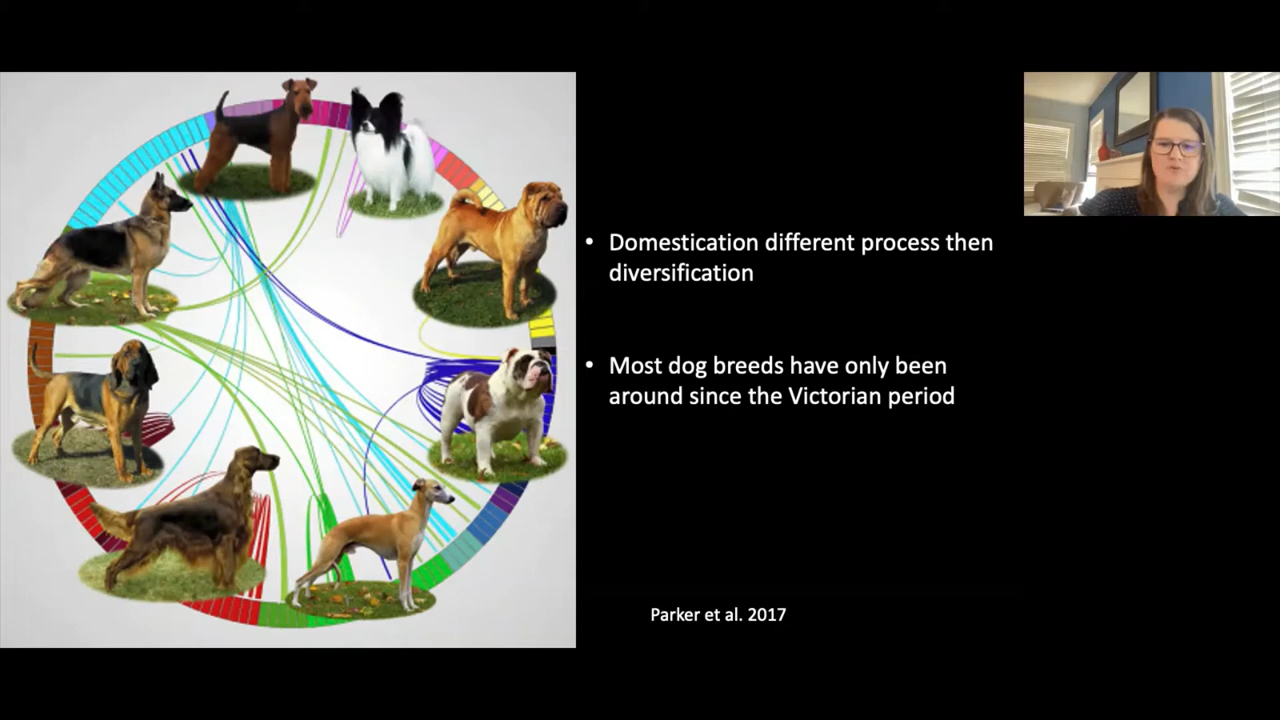 • Domestication different process then
diversification
• Most dog breeds have only been
around since the Victorian period
Parker et al. 2017